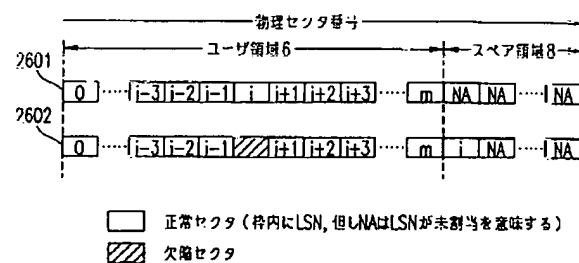 物理セクタ番号
ユーザ領域6 スペア領域8
2601
0 …… i-3 i-2 i-1 i i+1 i+2 i+3 …… m NA NA …… NA
2602
0 …… i-3 i-2 i-1 i+1 i+2 i+3 …… m i NA …… NA
正常セクタ(枠内にLSN, 但しNAはLSNが未割当を意味する)
欠陥セクタ